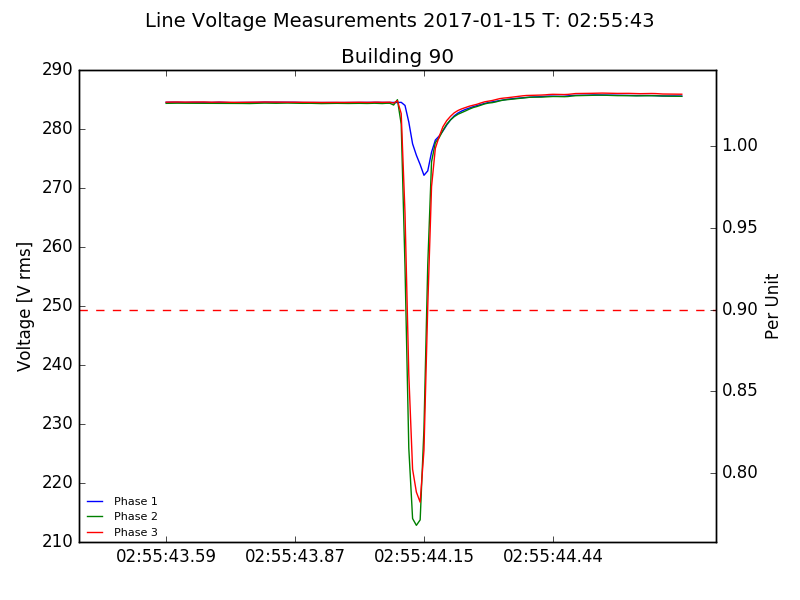 Line Voltage Measurements 2017-01-15 T: 02:55:43
Building 90
290
280
270
260
250
240
230
220
210
Voltage [V rms]
1.00
0.95
0.90
0.85
0.80
Per Unit
Phase 1
Phase 2
Phase 3
02:55:43.59
02:55:43.87
02:55:44.15
02:55:44.44